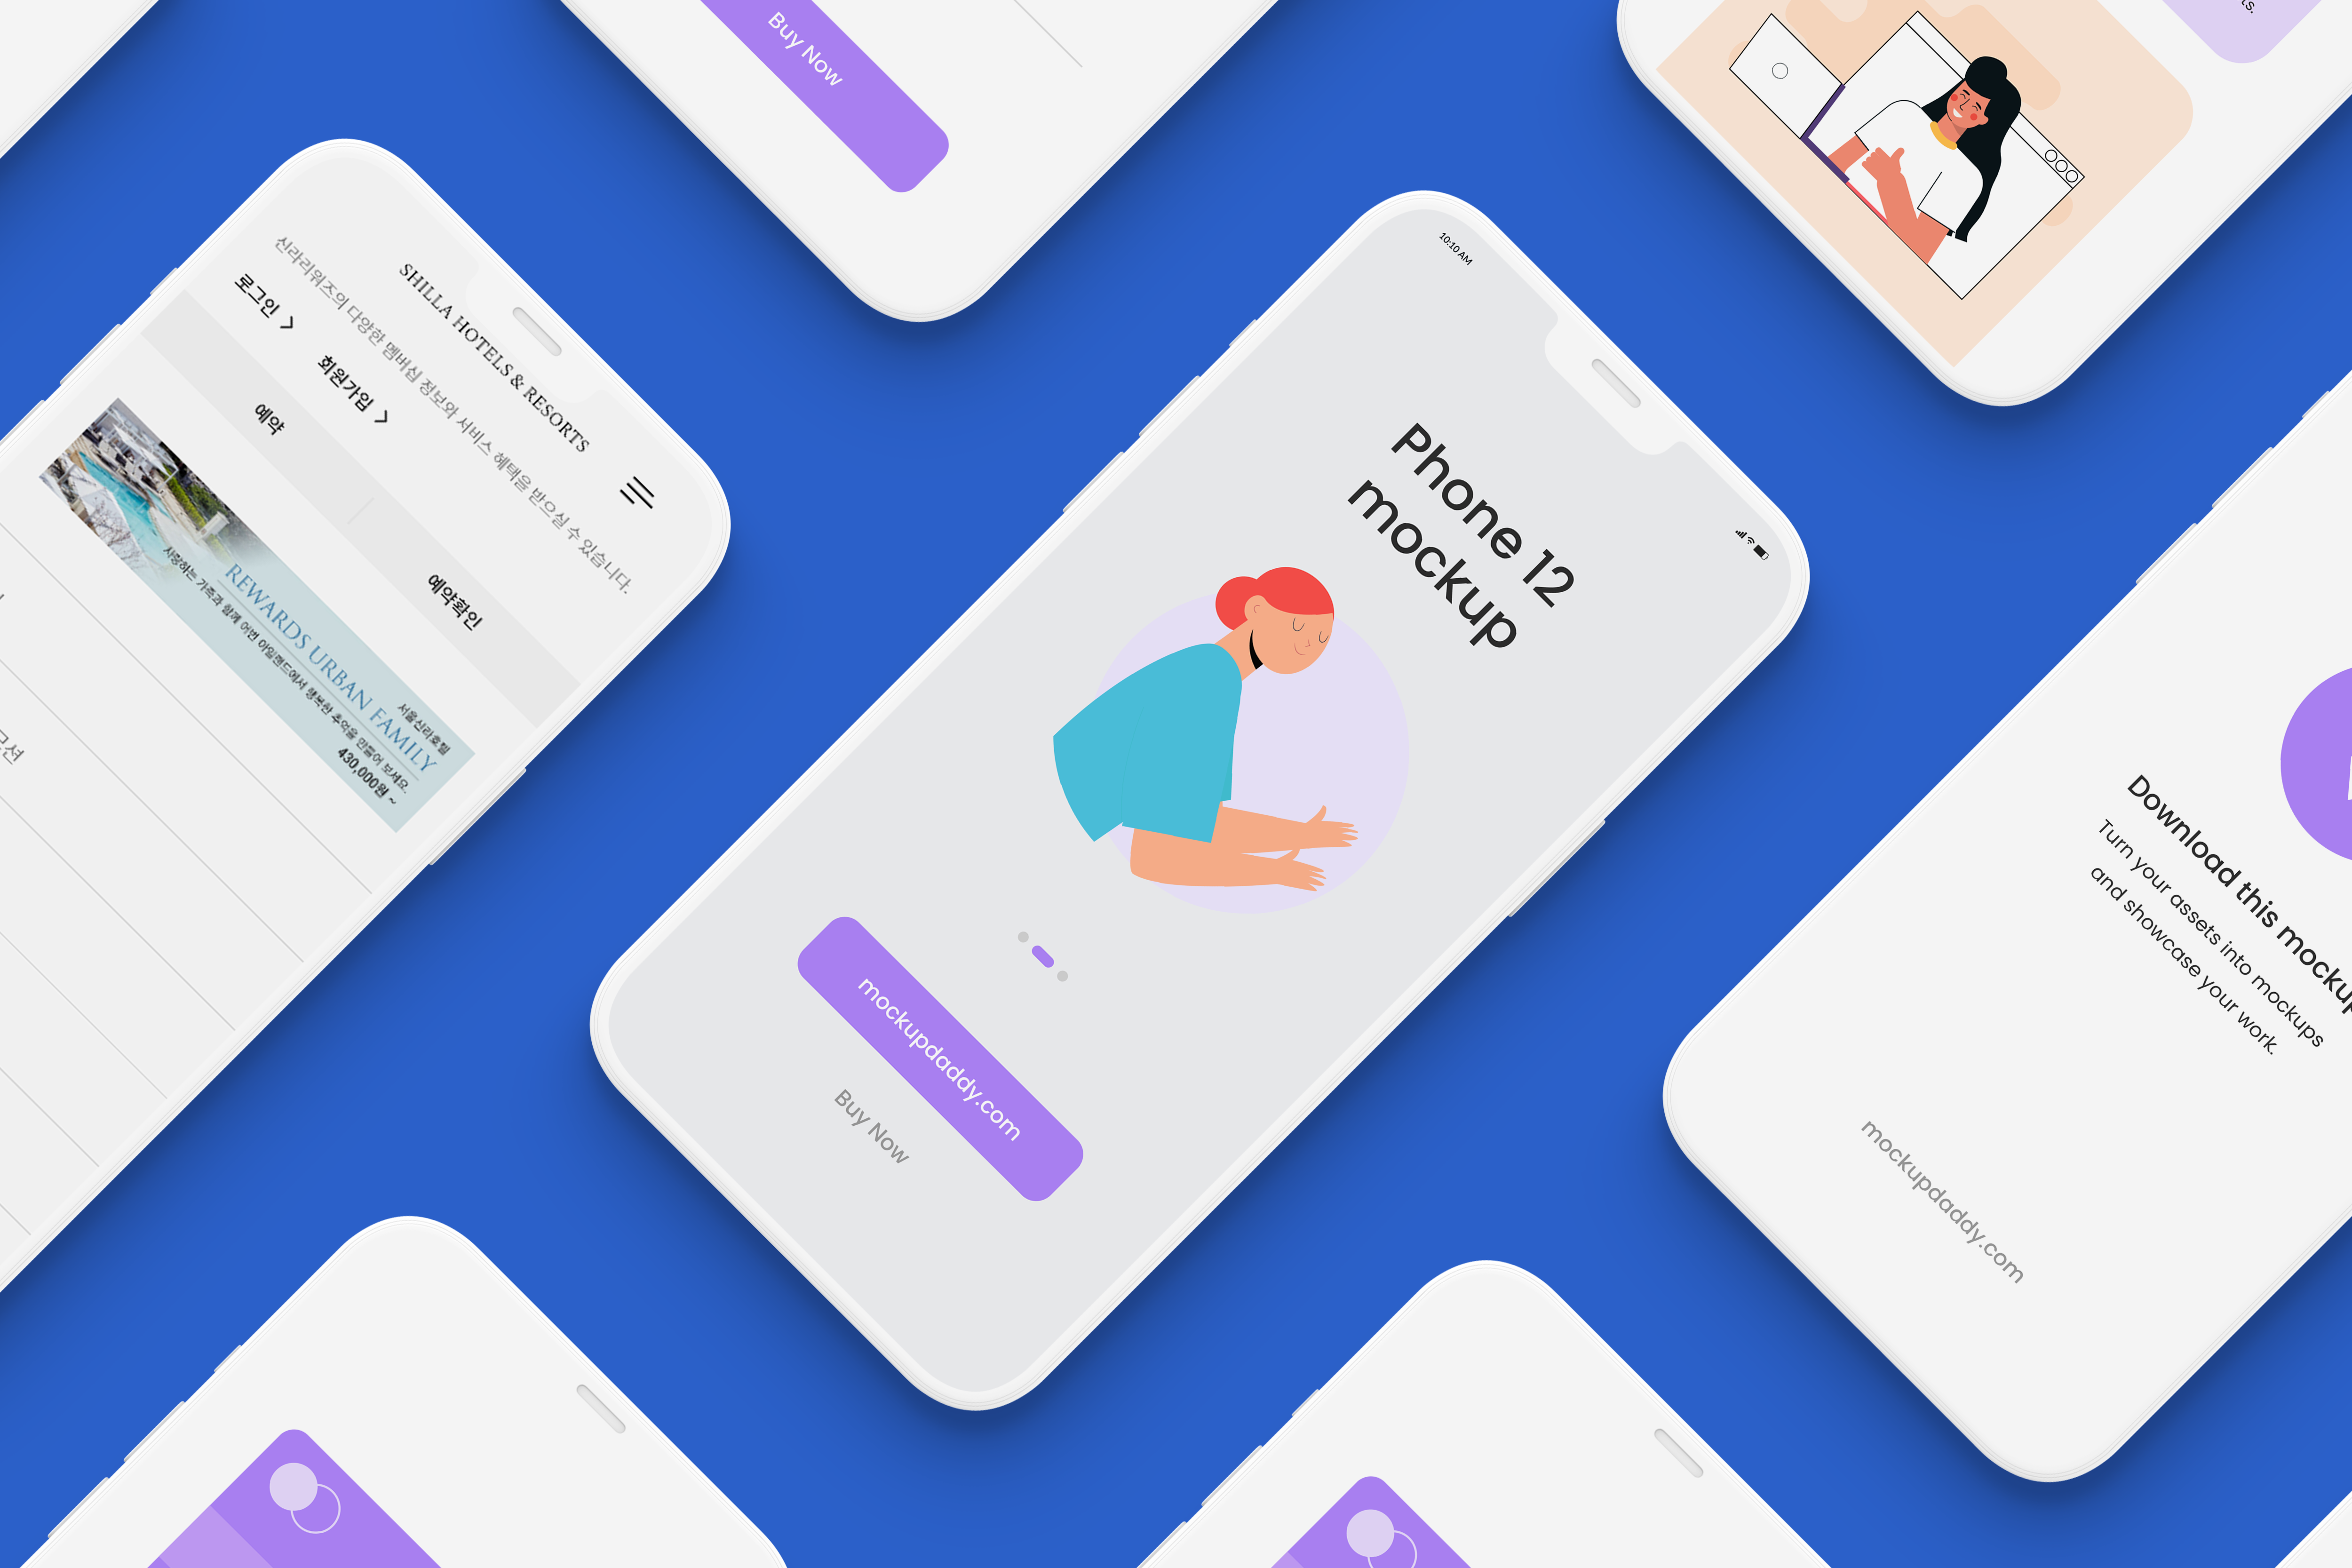 Buy Now
ts.
SHILLA HOTELS & RESORTS
신라리워즈의 다양한 멤버십 정보와 서비스 혜택을 받으실 수 있습니다.
로그인 >
회원가입 >
예약
예약확인
서울신라호텔
REWARDS URBAN FAMILY
사랑하는 가족과 함께 어번 아일랜드에서 행복한 추억을 만들어 보세요.
430,000원 ~
모션
10:10 AM
Phone 12
mockup
mockupdaddy.com
Buy Now
Download this mockup
Turn your assets into mockups
and showcase your work.
mockupdaddy.com